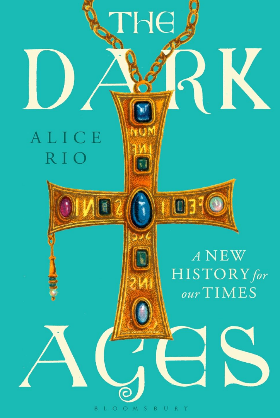 THE
DARK
ALICE
RIO
A NEW
HISTORY for
our TIMES
AGES
BLOOMSBURY